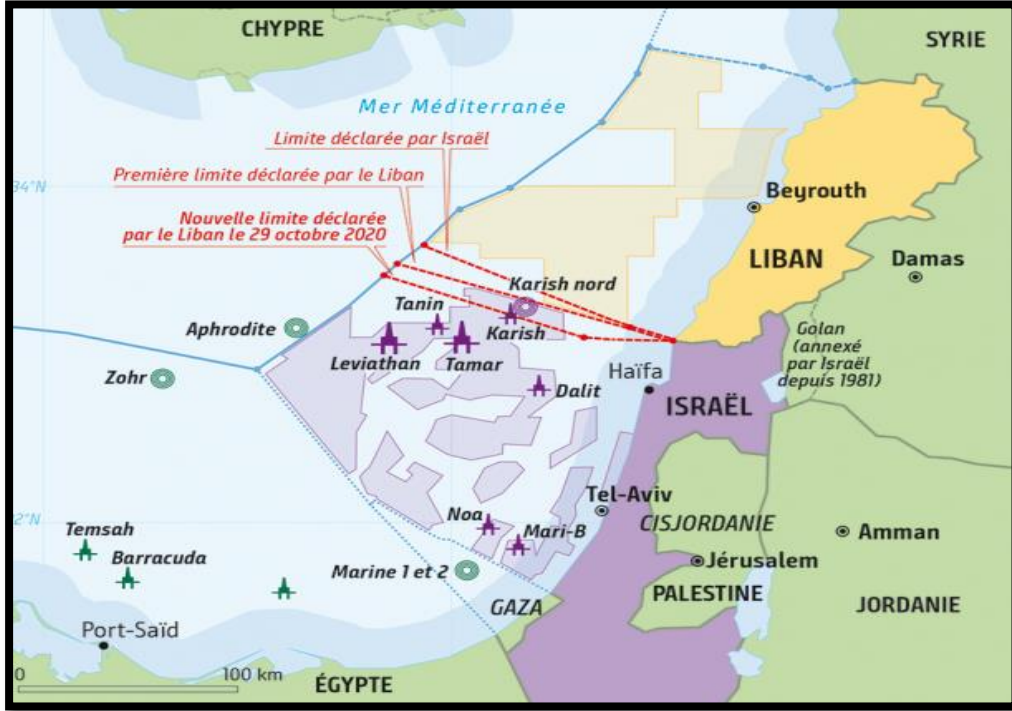 CHYPRE
SYRIE
Mer Méditerranée
Limite déclarée par Israël
Première limite déclarée par le Liban
34°N
Nouvelle limite déclarée
par le Liban le 29 octobre 2020
Beyrouth
LIBAN
Damas
Karish nord
Tanin
Aphrodite
Karish
Golan
(annexé
par Israël
depuis 1981)
Leviathan
Tamar
Zohr
Haïfa
Dalit
ISRAËL
Tel-Aviv
2°N
Noa
CISJORDANIE
Temsah
Mari-B
Amman
Barracuda
Jérusalem
Marine 1 et 2
PALESTINE
GAZA
JORDANIE
Port-Saïd
0
100 km
ÉGYPTE